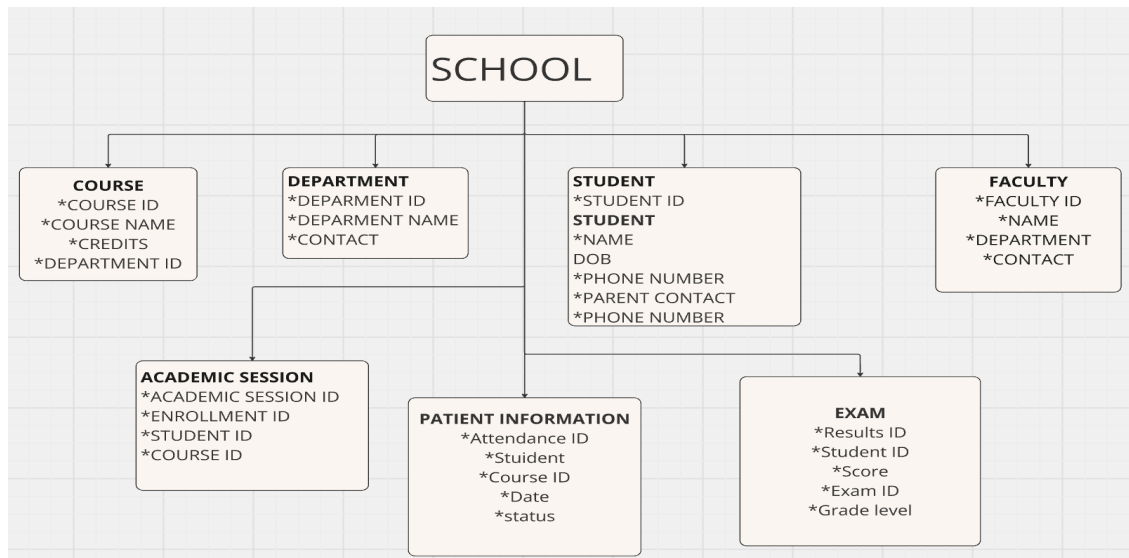 SCHOOL
COURSE
*COURSE ID
*COURSE NAME
*CREDITS
*DEPARTMENT ID
DEPARTMENT
*DEPARMENT ID
*DEPARMENT NAME
*CONTACT
STUDENT
*STUDENT ID
STUDENT
*NAME
DOB
*PHONE NUMBER
*PARENT CONTACT
*PHONE NUMBER
FACULTY
*FACULTY ID
*NAME
*DEPARTMENT
*CONTACT
ACADEMIC SESSION
*ACADEMIC SESSION ID
*ENROLLMENT ID
*STUDENT ID
*COURSE ID
PATIENT INFORMATION
*Attendance ID
*Stuident
*Course ID
*Date
*status
EXAM
*Results ID
*Student ID
*Score
*Exam ID
*Grade level